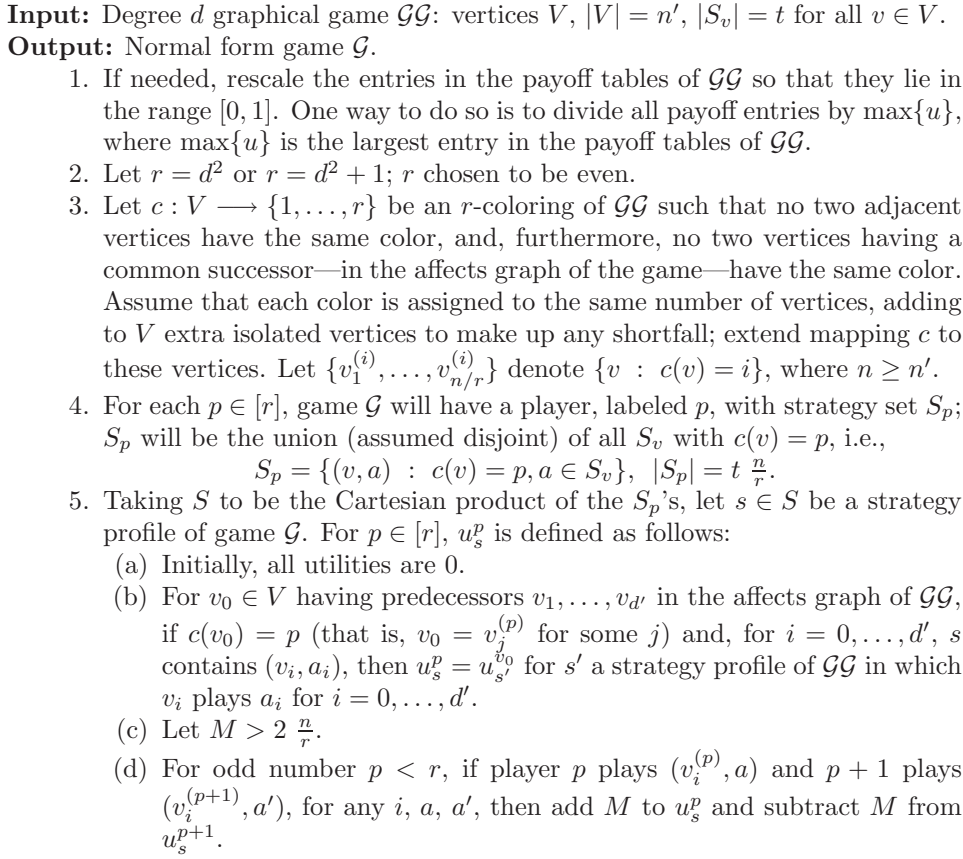 Input: Degree d graphical game 𝒢𝒢: vertices V, |V| = n′, |S_v| = t for all v ∈ V.
Output: Normal form game 𝒢.
1. If needed, rescale the entries in the payoff tables of 𝒢𝒢 so that they lie in
the range [0, 1]. One way to do so is to divide all payoff entries by max{u},
where max{u} is the largest entry in the payoff tables of 𝒢𝒢.
2. Let r = d² or r = d² + 1; r chosen to be even.
3. Let c : V ⟶ {1, . . . , r} be an r-coloring of 𝒢𝒢 such that no two adjacent
vertices have the same color, and, furthermore, no two vertices having a
common successor—in the affects graph of the game—have the same color.
Assume that each color is assigned to the same number of vertices, adding
to V extra isolated vertices to make up any shortfall; extend mapping c to
these vertices. Let {v_1^{(i)}, . . . , v_{n/r}^{(i)}} denote {v : c(v) = i}, where n ≥ n′.
4. For each p ∈ [r], game 𝒢 will have a player, labeled p, with strategy set S_p;
S_p will be the union (assumed disjoint) of all S_v with c(v) = p, i.e.,
S_p = {(v, a) : c(v) = p, a ∈ S_v}, |S_p| = t n/r.
5. Taking S to be the Cartesian product of the S_p's, let s ∈ S be a strategy
profile of game 𝒢. For p ∈ [r], u_s^p is defined as follows:
(a) Initially, all utilities are 0.
(b) For v_0 ∈ V having predecessors v_1, . . . , v_{d′} in the affects graph of 𝒢𝒢,
if c(v_0) = p (that is, v_0 = v_j^{(p)} for some j) and, for i = 0, . . . , d′, s
contains (v_i, a_i), then u_s^p = u_{s′}^{v_0} for s′ a strategy profile of 𝒢𝒢 in which
v_i plays a_i for i = 0, . . . , d′.
(c) Let M > 2 n/r.
(d) For odd number p < r, if player p plays (v_i^{(p)}, a) and p + 1 plays
(v_i^{(p+1)}, a′), for any i, a, a′, then add M to u_s^p and subtract M from
u_s^{p+1}.